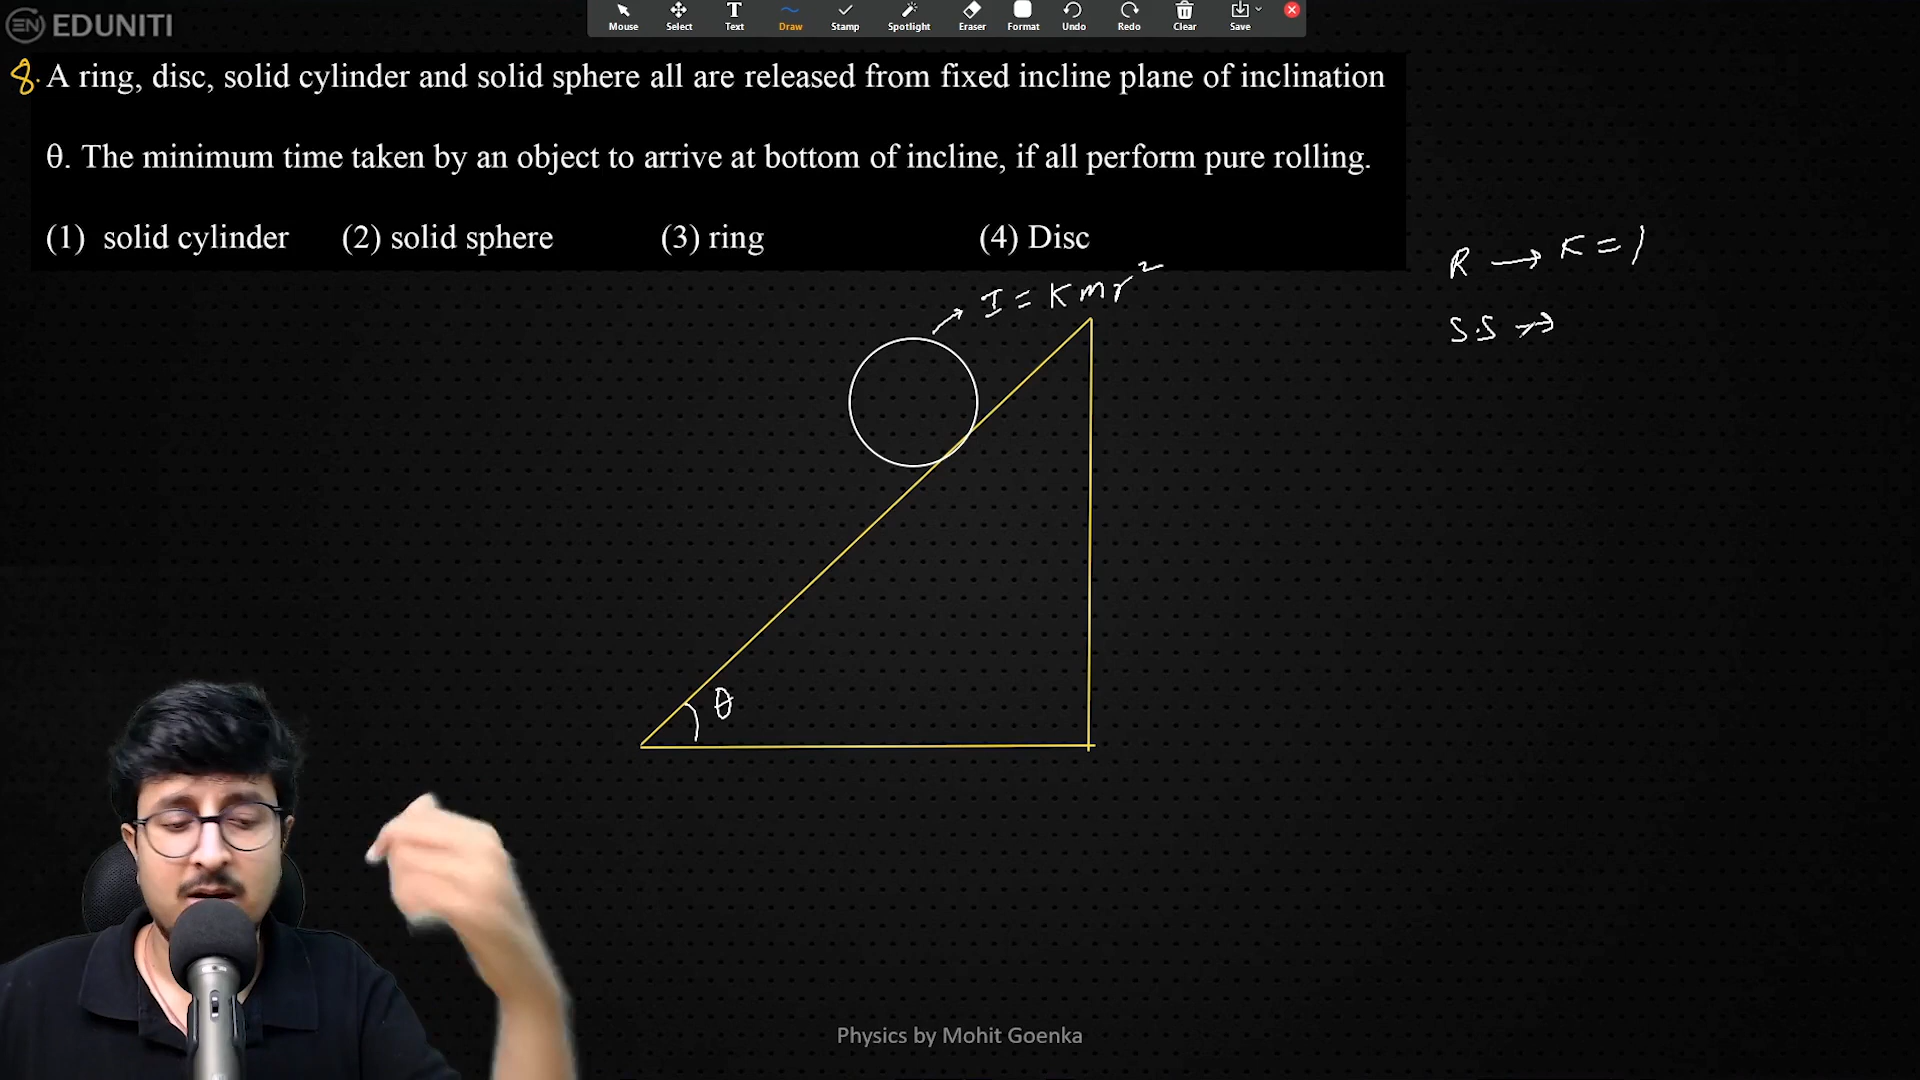 EN EDUNITI
Mouse Select Text Draw Stamp Spotlight Eraser Format Undo Redo Clear Save
8. A ring, disc, solid cylinder and solid sphere all are released from fixed incline plane of inclination
θ. The minimum time taken by an object to arrive at bottom of incline, if all perform pure rolling.
(1) solid cylinder (2) solid sphere (3) ring (4) Disc
R → K = 1
I = K m r²
S.S →
θ
Physics by Mohit Goenka